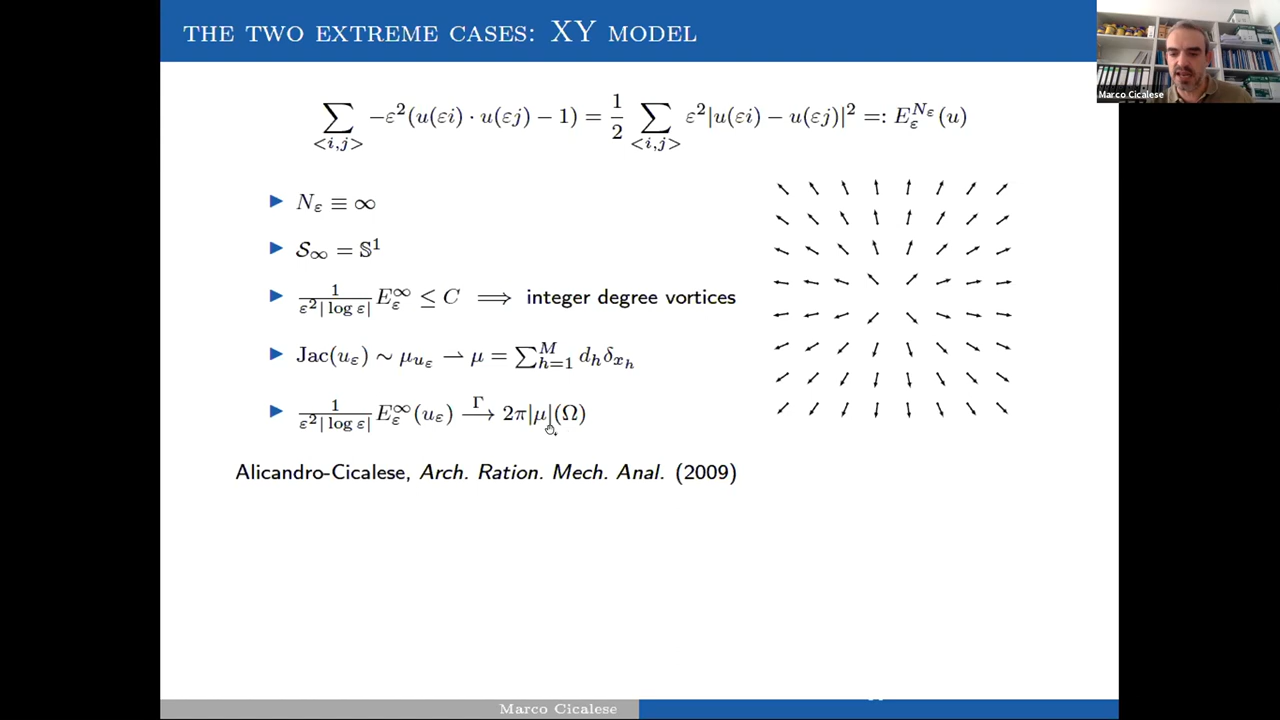 THE TWO EXTREME CASES: XY MODEL
Marco Cicalese
∑_{<i,j>} −ε²(u(εi) · u(εj) − 1) = 1/2 ∑_{<i,j>} ε²|u(εi) − u(εj)|² =: E_ε^{N_ε}(u)
▶ N_ε ≡ ∞
▶ 𝒮_∞ = 𝕊¹
▶ 1/(ε²|log ε|) E_ε^∞ ≤ C ⟹ integer degree vortices
▶ Jac(u_ε) ∼ μ_{u_ε} ⇀ μ = ∑_{h=1}^{M} d_h δ_{x_h}
▶ 1/(ε²|log ε|) E_ε^∞(u_ε) →^Γ 2π|μ|(Ω)
Alicandro-Cicalese, Arch. Ration. Mech. Anal. (2009)
Marco Cicalese